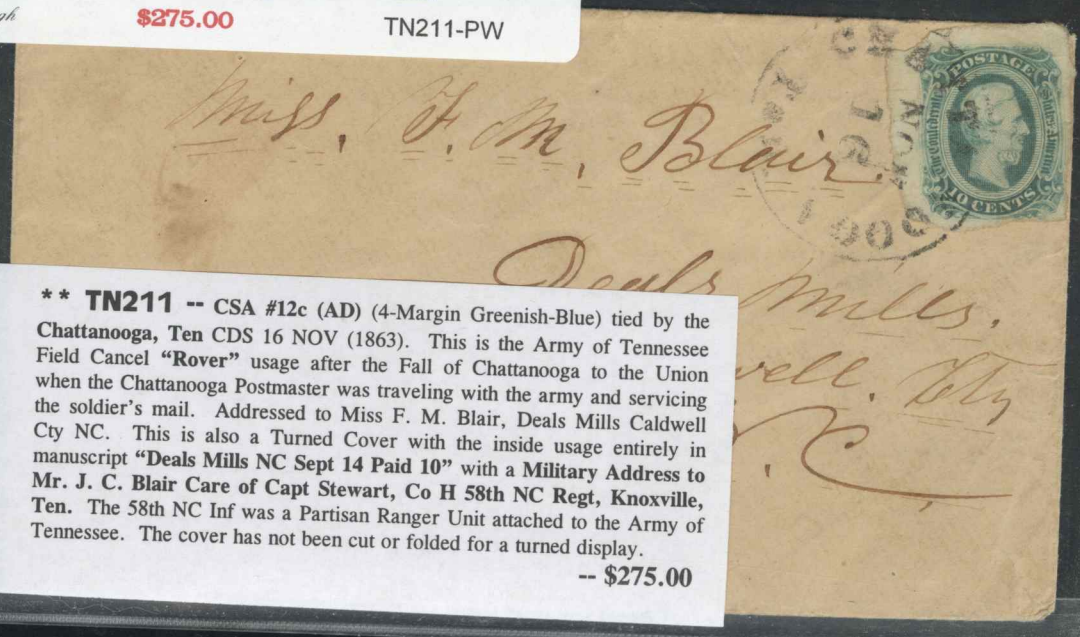 $275.00
TN211-PW
Miss. F. M. Blair.
POSTAGE
The Confederate States America
10 CENTS
16
NOV
Deals Mills.
well. Cty
N.C.
** TN211 -- CSA #12c (AD) (4-Margin Greenish-Blue) tied by the
Chattanooga, Ten CDS 16 NOV (1863). This is the Army of Tennessee
Field Cancel “Rover” usage after the Fall of Chattanooga to the Union
when the Chattanooga Postmaster was traveling with the army and servicing
the soldier’s mail. Addressed to Miss F. M. Blair, Deals Mills Caldwell
Cty NC. This is also a Turned Cover with the inside usage entirely in
manuscript “Deals Mills NC Sept 14 Paid 10” with a Military Address to
Mr. J. C. Blair Care of Capt Stewart, Co H 58th NC Regt, Knoxville,
Ten. The 58th NC Inf was a Partisan Ranger Unit attached to the Army of
Tennessee. The cover has not been cut or folded for a turned display.
-- $275.00